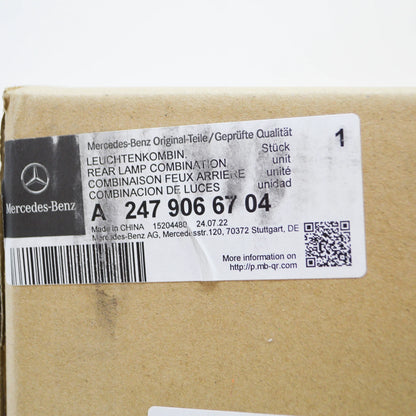 Mercedes-Benz Original-Teile/Geprüfte Qualität
LEUCHTENKOMBIN. Stück 1
REAR LAMP COMBINATION unit
COMBINAISON FEUX ARRIERE unité
COMBINACION DE LUCES unidad
Mercedes-Benz
A 247 906 67 04
Made in CHINA 15204480 24.07.22
Mercedes-Benz AG, Mercedesstr.120, 70372 Stuttgart, DE
More information on
http://p.mb-qr.com